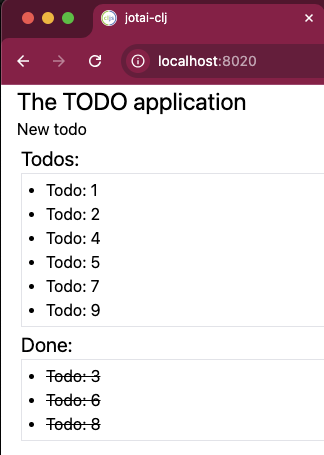 jotai-clj
localhost:8020
The TODO application
New todo
Todos:
Todo: 1
Todo: 2
Todo: 4
Todo: 5
Todo: 7
Todo: 9
Done:
Todo: 3
Todo: 6
Todo: 8